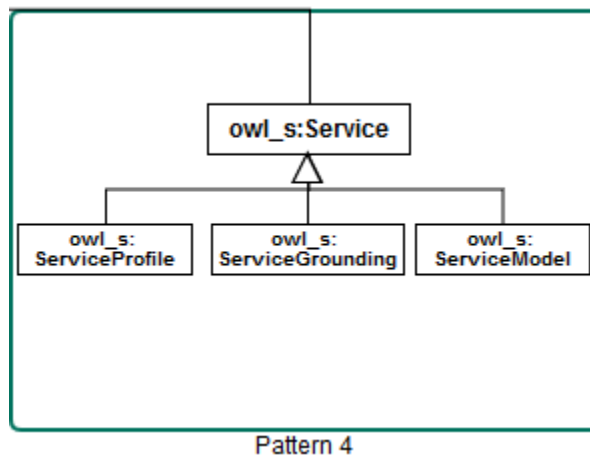 owl_s:Service
owl_s:
ServiceProfile
owl_s:
ServiceGrounding
owl_s:
ServiceModel
Pattern 4